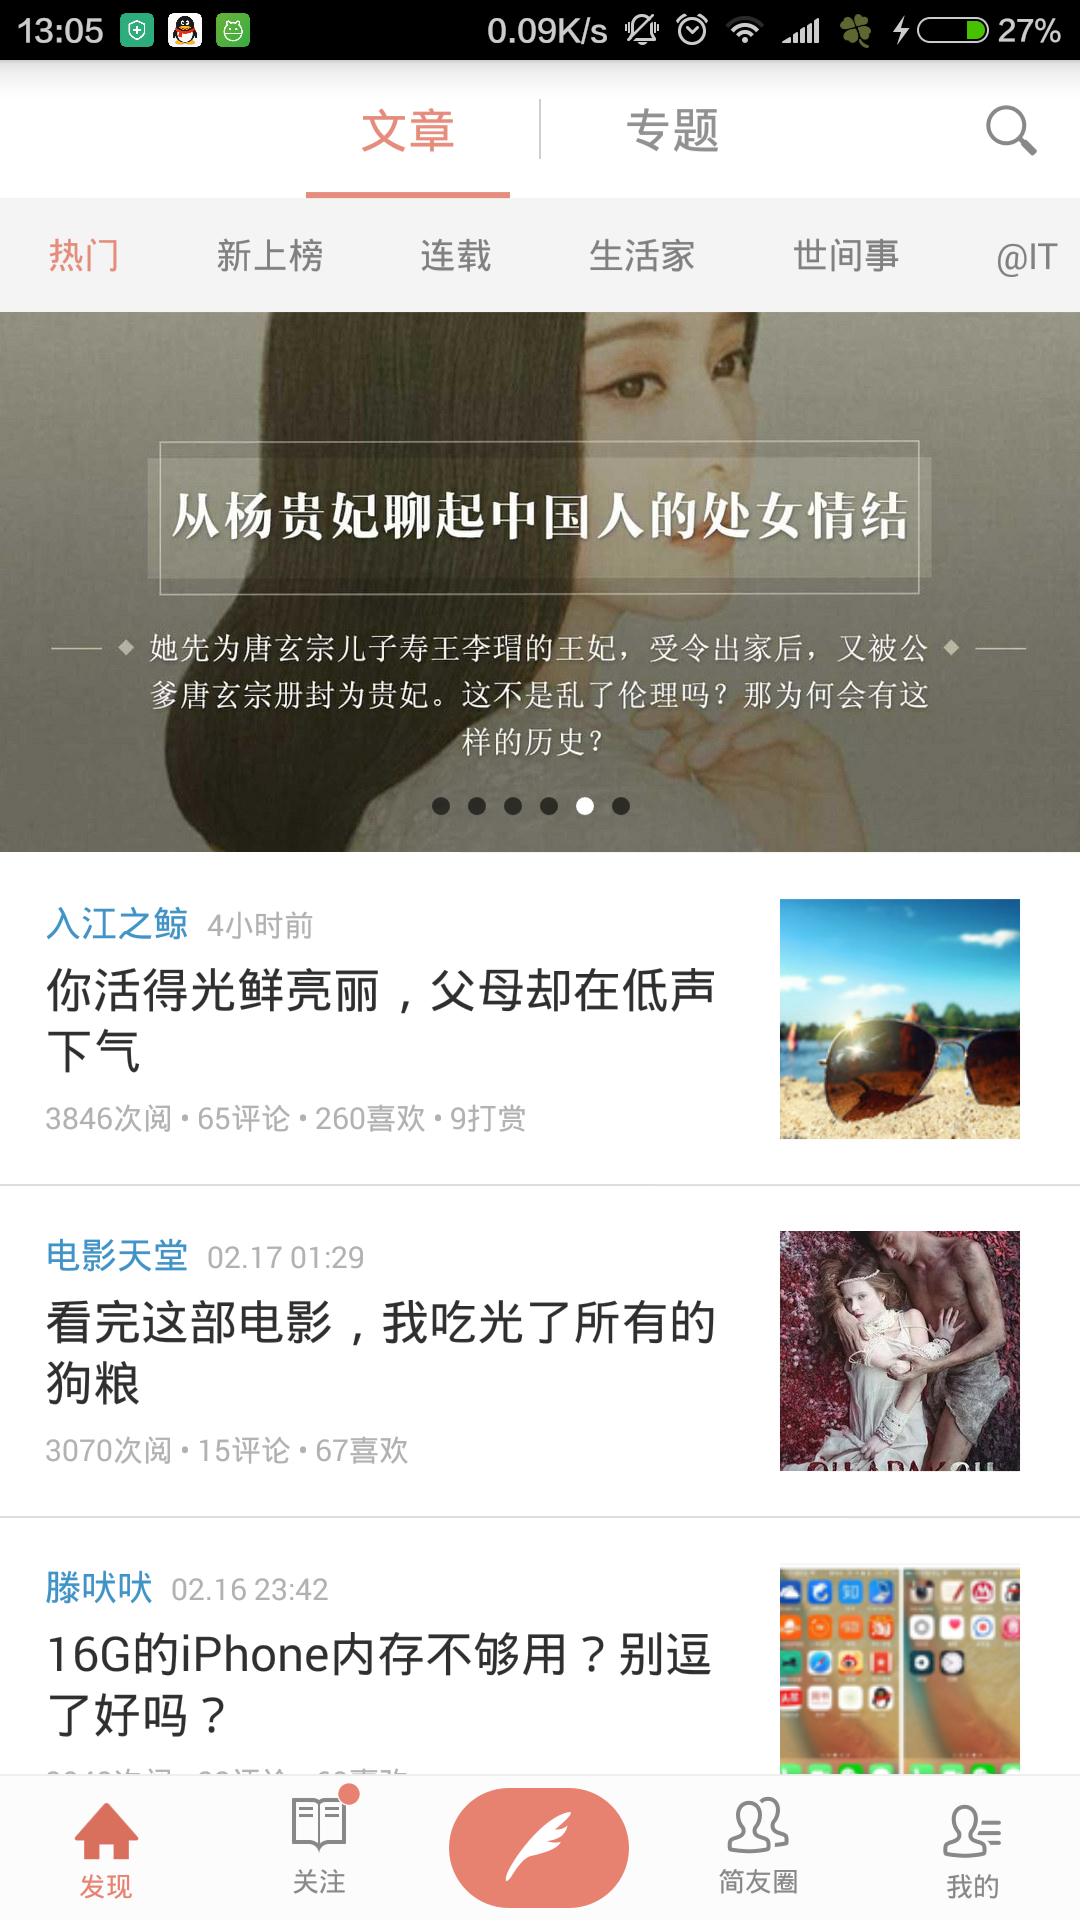 13:05 0.09K/s 27%
文章 专题
热门 新上榜 连载 生活家 世间事 @IT
从杨贵妃聊起中国人的处女情结
她先为唐玄宗儿子寿王李瑁的王妃，受令出家后，又被公
爹唐玄宗册封为贵妃。这不是乱了伦理吗？那为何会有这
样的历史？
入江之鲸 4小时前
你活得光鲜亮丽，父母却在低声
下气
3846次阅 • 65评论 • 260喜欢 • 9打赏
电影天堂 02.17 01:29
看完这部电影，我吃光了所有的
狗粮
3070次阅 • 15评论 • 67喜欢
滕吠吠 02.16 23:42
16G的iPhone内存不够用？别逗
了好吗？
发现 关注 简友圈 我的